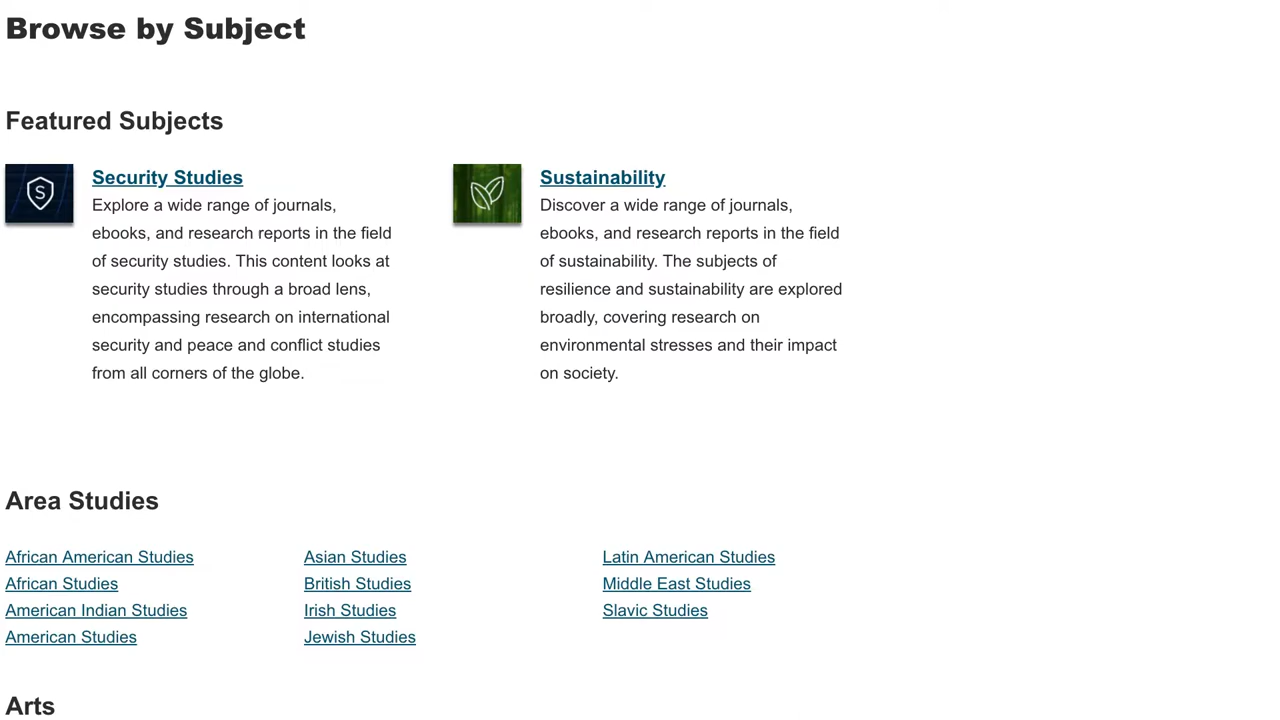 Browse by Subject
Featured Subjects
S
Security Studies
Explore a wide range of journals,
ebooks, and research reports in the field
of security studies. This content looks at
security studies through a broad lens,
encompassing research on international
security and peace and conflict studies
from all corners of the globe.
Sustainability
Discover a wide range of journals,
ebooks, and research reports in the field
of sustainability. The subjects of
resilience and sustainability are explored
broadly, covering research on
environmental stresses and their impact
on society.
Area Studies
African American Studies
African Studies
American Indian Studies
American Studies
Asian Studies
British Studies
Irish Studies
Jewish Studies
Latin American Studies
Middle East Studies
Slavic Studies
Arts